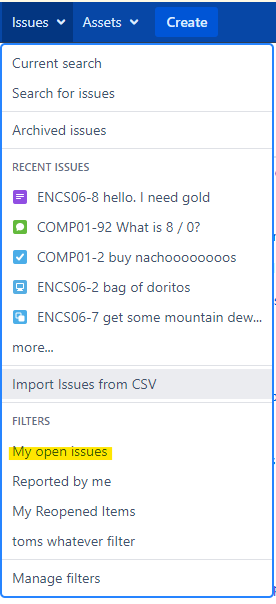 Issues Assets Create
Current search
Search for issues
Archived issues
RECENT ISSUES
ENCS06-8 hello. I need gold
COMP01-92 What is 8 / 0?
COMP01-2 buy nachooooooooos
ENCS06-2 bag of doritos
ENCS06-7 get some mountain dew...
more...
Import Issues from CSV
FILTERS
My open issues
Reported by me
My Reopened Items
toms whatever filter
Manage filters